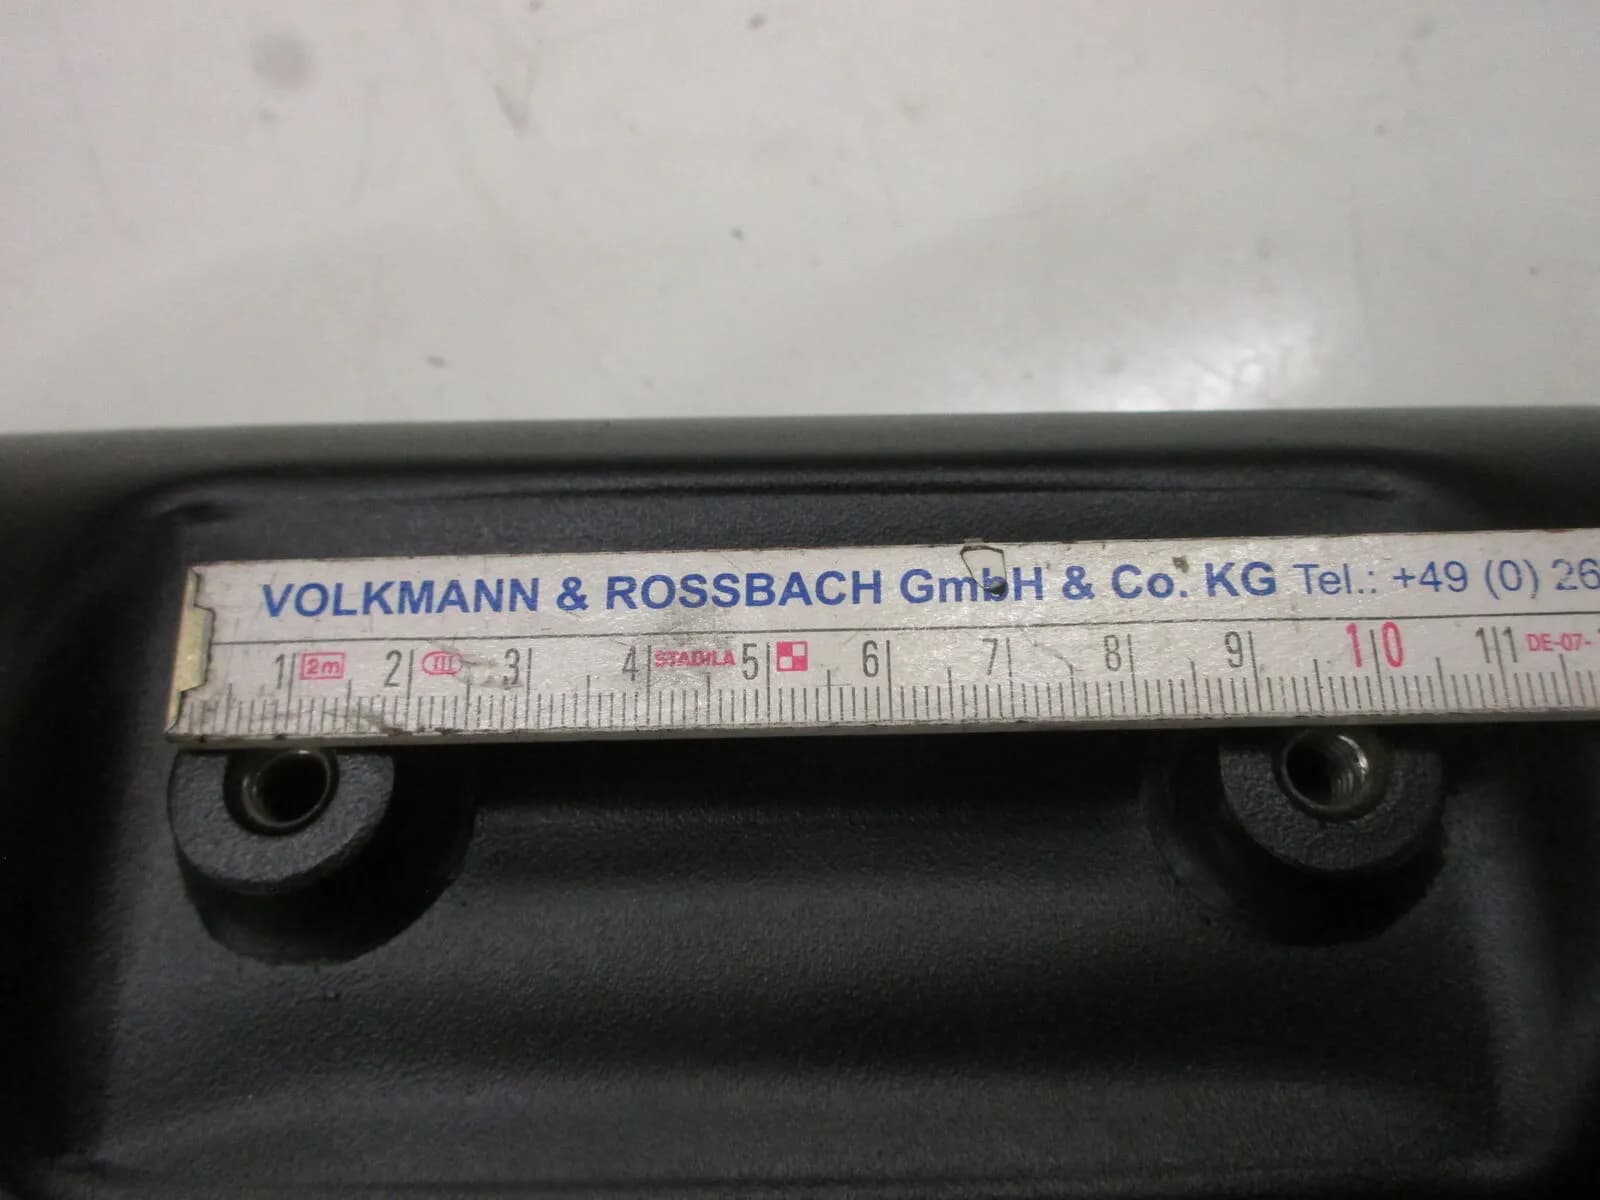 VOLKMANN & ROSSBACH GmbH & Co. KG Tel.: +49 (0) 26
1 2m 2 III 3 4 STABILA 5 6 7 8 9 10 11 DE-07-